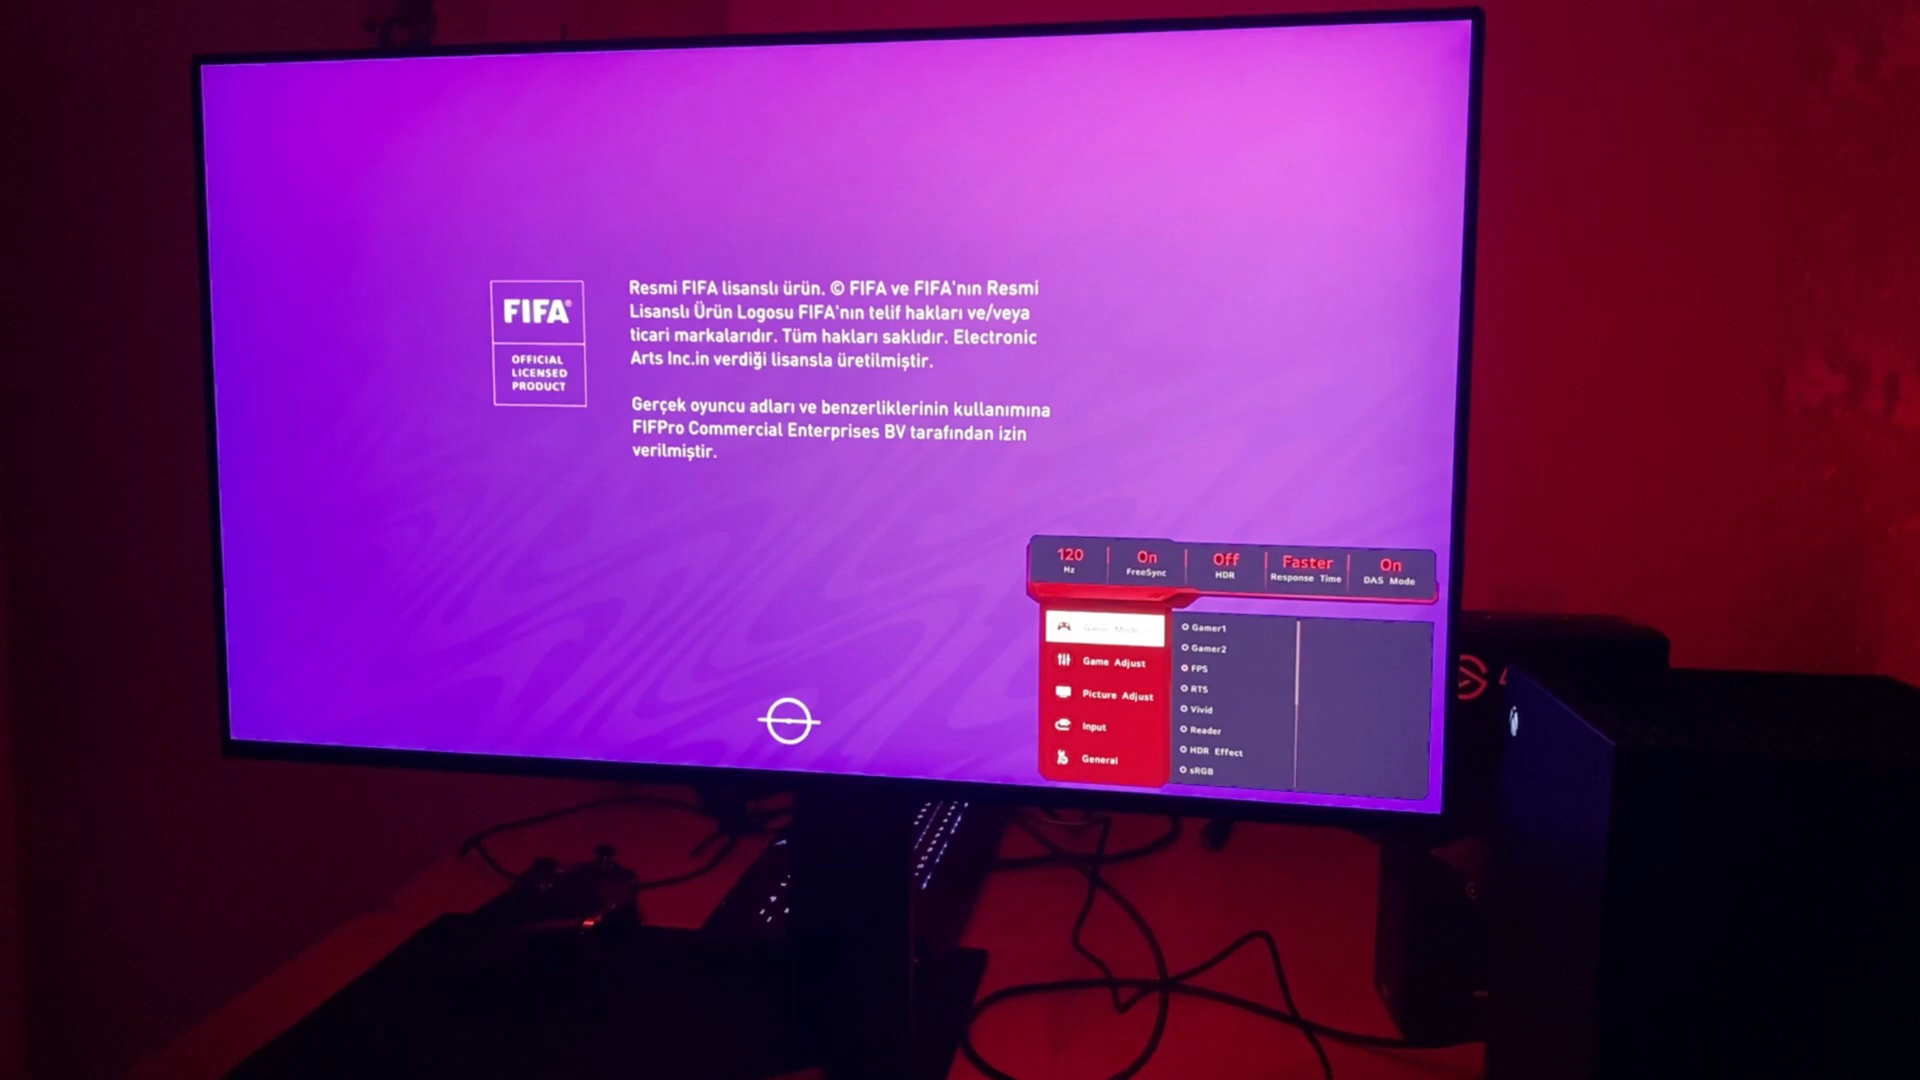 FIFA®
OFFICIAL
LICENSED
PRODUCT
Resmi FIFA lisanslı ürün. © FIFA ve FIFA'nın Resmi
Lisanslı Ürün Logosu FIFA'nın telif hakları ve/veya
ticari markalarıdır. Tüm hakları saklıdır. Electronic
Arts Inc.in verdiği lisansla üretilmiştir.
Gerçek oyuncu adları ve benzerliklerinin kullanımına
FIFPro Commercial Enterprises BV tarafından izin
verilmiştir.
120 On Off Faster On
Hz FreeSync HDR Response Time DAS Mode
Game Mode
Game Adjust
Picture Adjust
Input
General
Gamer1
Gamer2
FPS
RTS
Vivid
Reader
HDR Effect
sRGB